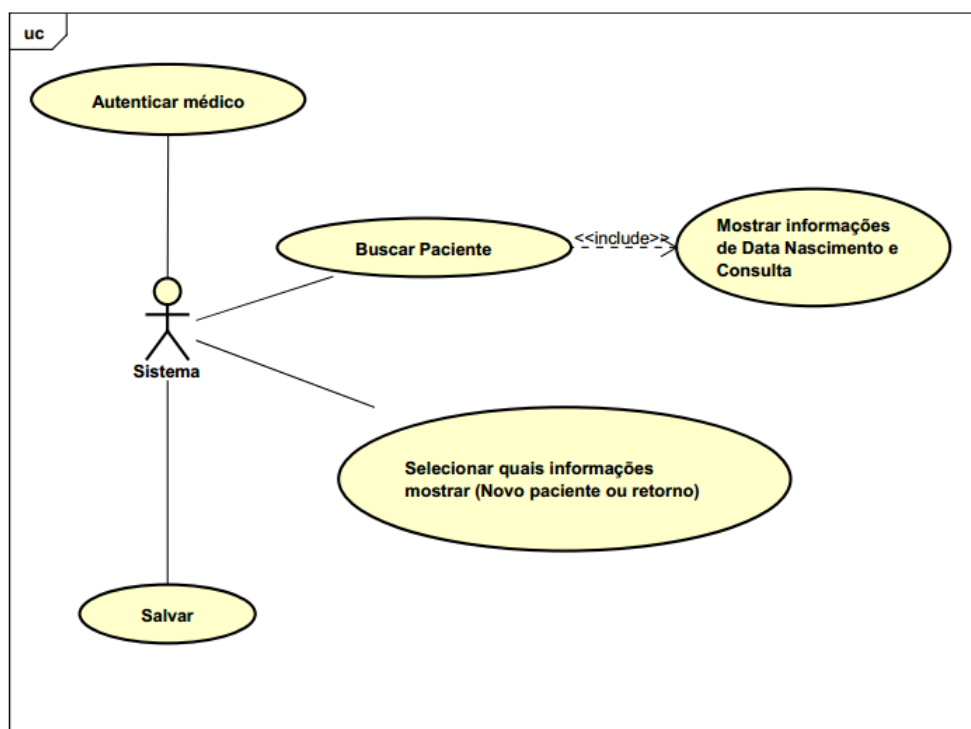 uc
Autenticar médico
Buscar Paciente
<<include>>
Mostrar informações
de Data Nascimento e
Consulta
Sistema
Selecionar quais informações
mostrar (Novo paciente ou retorno)
Salvar